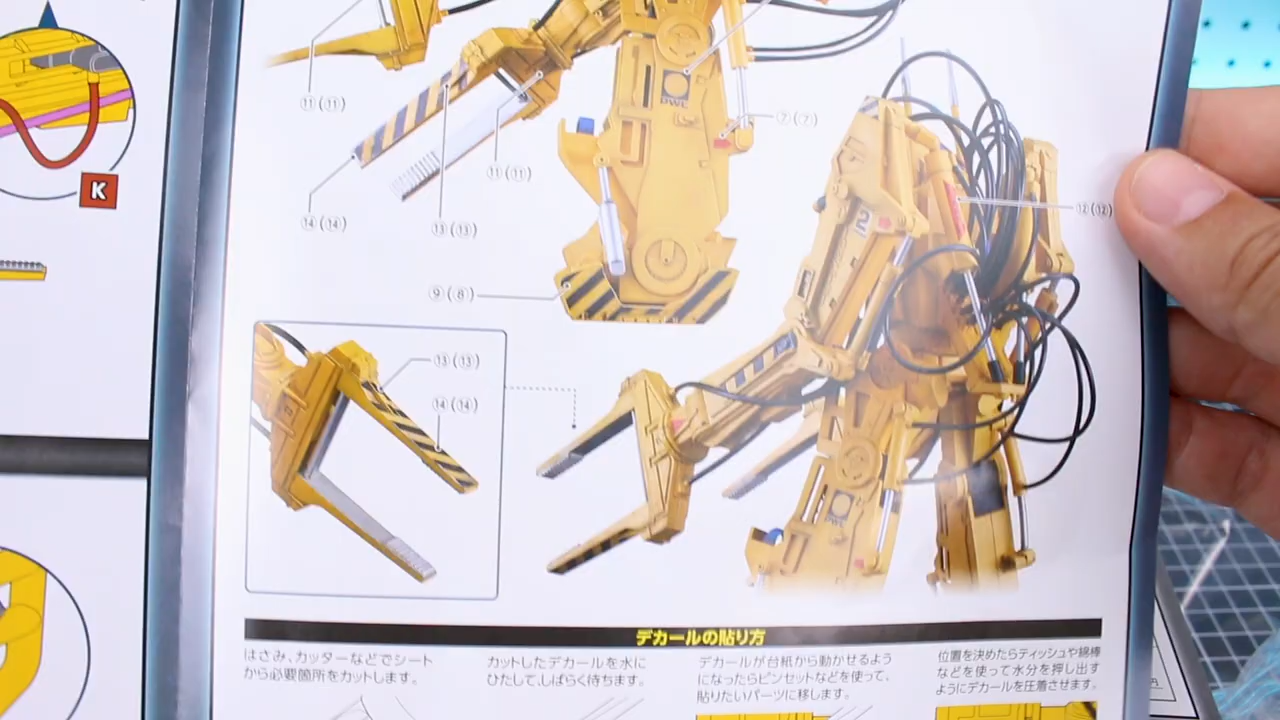 K
⑪(⑪)
⑦(⑦)
DWL
⑪(⑪)
⑫(⑫)
⑭(⑭)
⑬(⑬)
⑨(⑧)
⑬(⑬)
⑭(⑭)
デカールの貼り方
はさみ、カッターなどでシート
から必要箇所をカットします。
カットしたデカールを水に
ひたして、しばらく待ちます。
デカールが台紙から動かせるよう
になったらピンセットなどを使って、
貼りたいパーツに移します。
位置を決めたらティッシュや綿棒
などを使って水分を押し出す
ようにデカールを圧着させます。